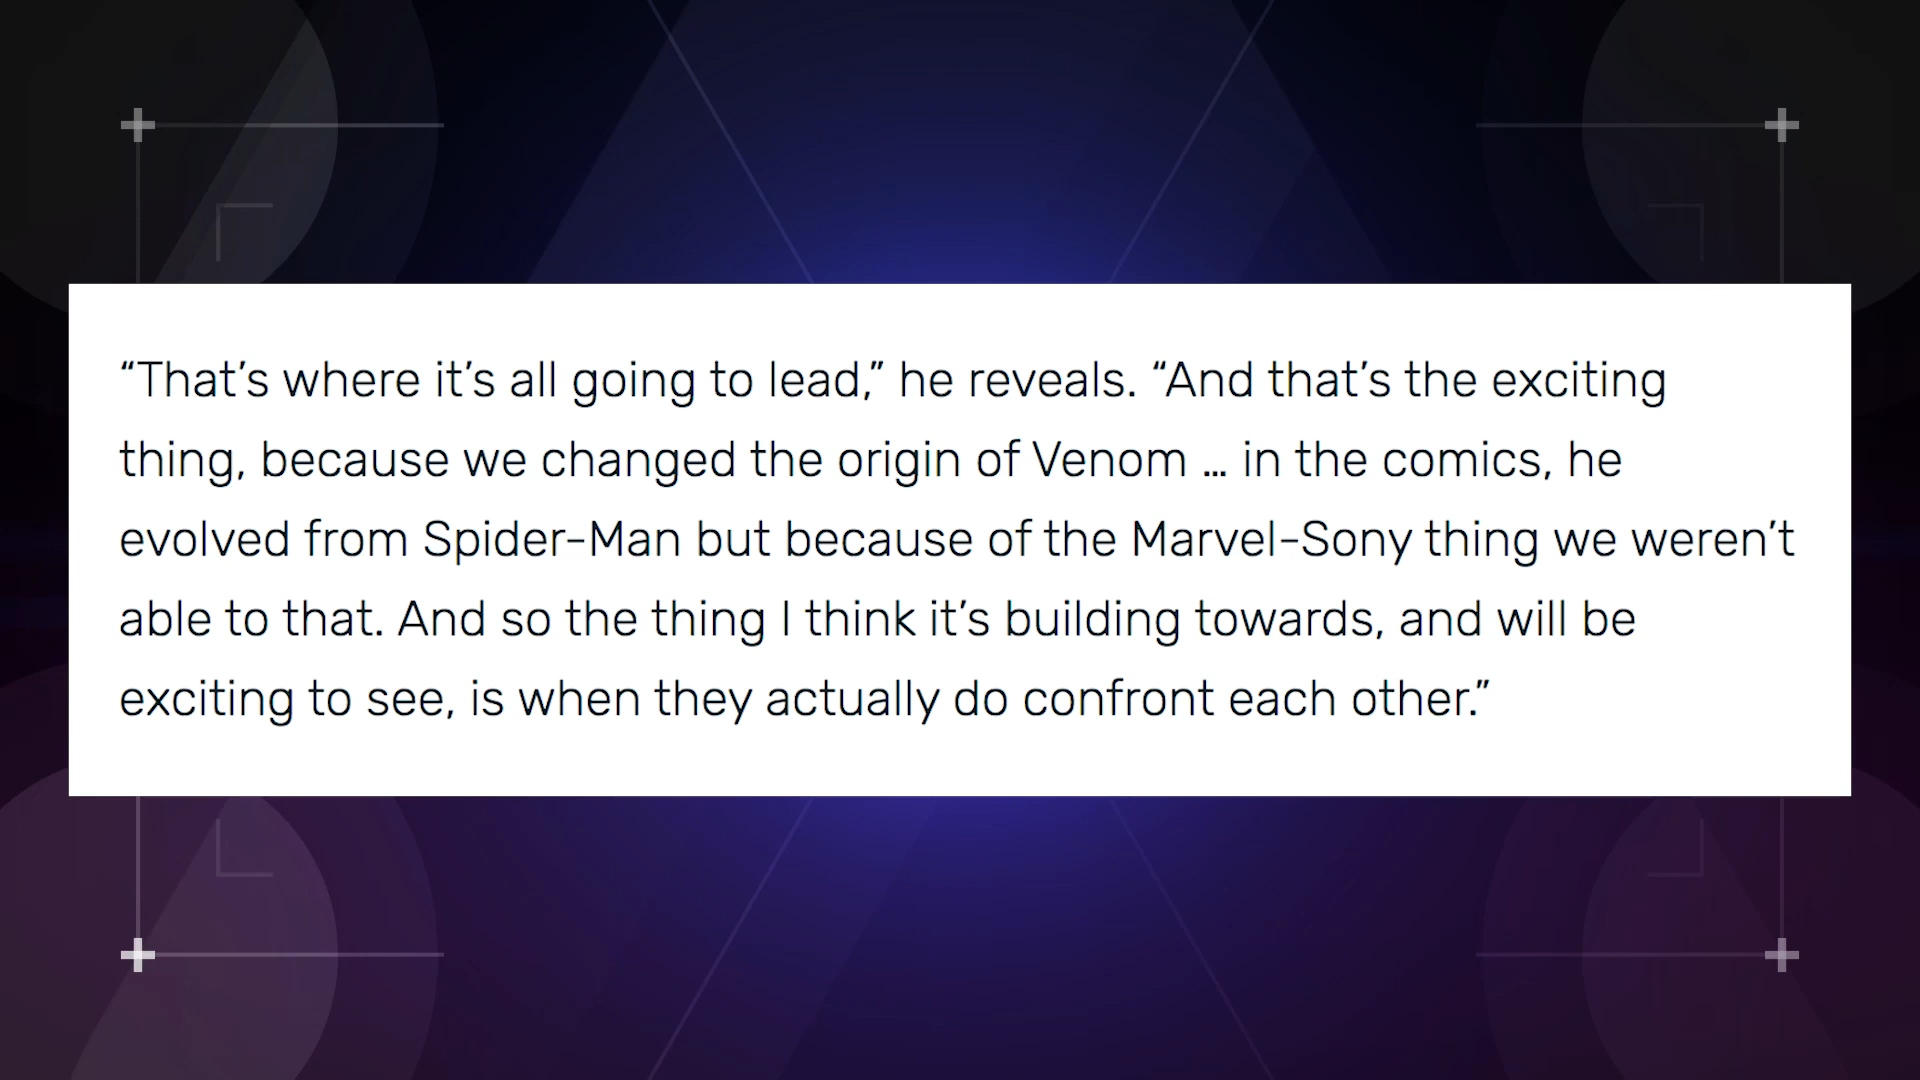 “That’s where it’s all going to lead,” he reveals. “And that’s the exciting
thing, because we changed the origin of Venom … in the comics, he
evolved from Spider-Man but because of the Marvel-Sony thing we weren’t
able to that. And so the thing I think it’s building towards, and will be
exciting to see, is when they actually do confront each other.”